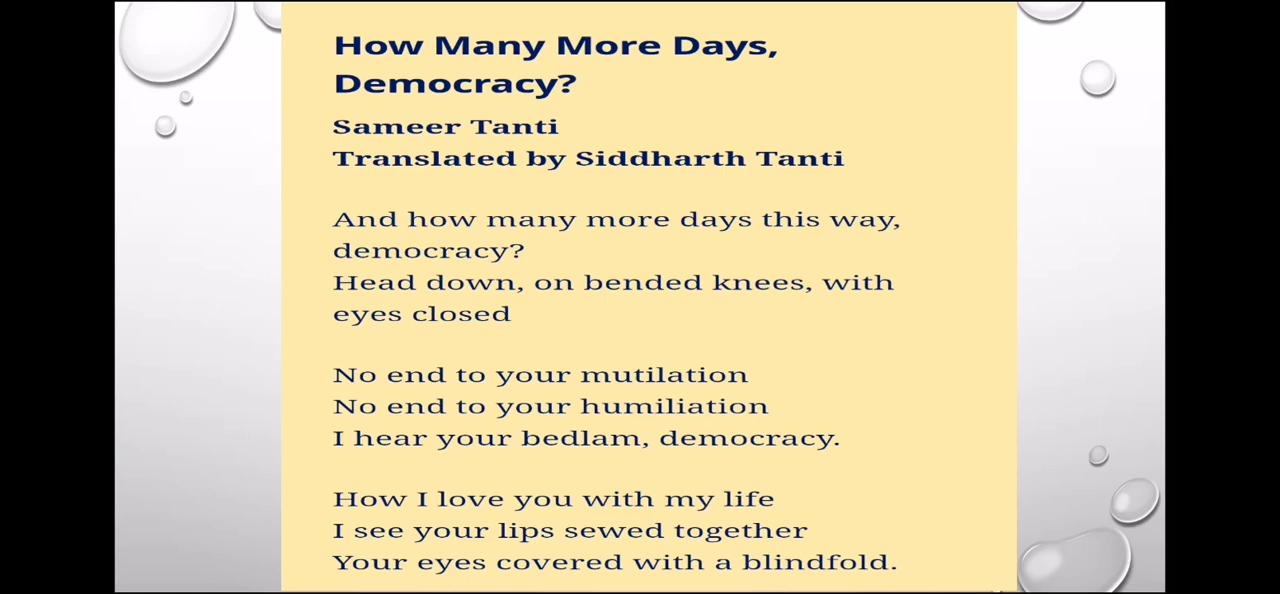 How Many More Days,
Democracy?
Sameer Tanti
Translated by Siddharth Tanti
And how many more days this way,
democracy?
Head down, on bended knees, with
eyes closed
No end to your mutilation
No end to your humiliation
I hear your bedlam, democracy.
How I love you with my life
I see your lips sewed together
Your eyes covered with a blindfold.